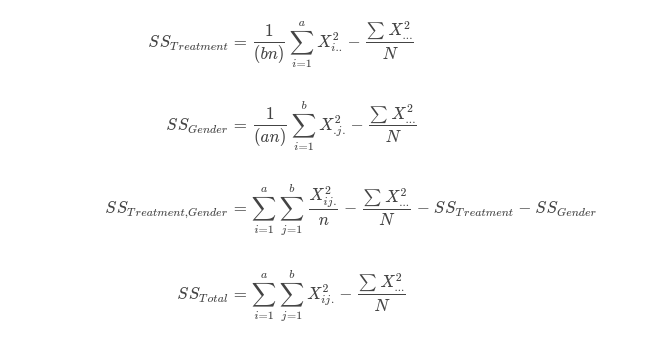 SS_{Treatment} = \frac{1}{(bn)} \sum_{i=1}^{a} X_{i..}^2 - \frac{\sum X_{...}^2}{N}
SS_{Gender} = \frac{1}{(an)} \sum_{i=1}^{b} X_{.j.}^2 - \frac{\sum X_{...}^2}{N}
SS_{Treatment,Gender} = \sum_{i=1}^{a} \sum_{j=1}^{b} \frac{X_{ij.}^2}{n} - \frac{\sum X_{...}^2}{N} - SS_{Treatment} - SS_{Gender}
SS_{Total} = \sum_{i=1}^{a} \sum_{j=1}^{b} X_{ij.}^2 - \frac{\sum X_{...}^2}{N}